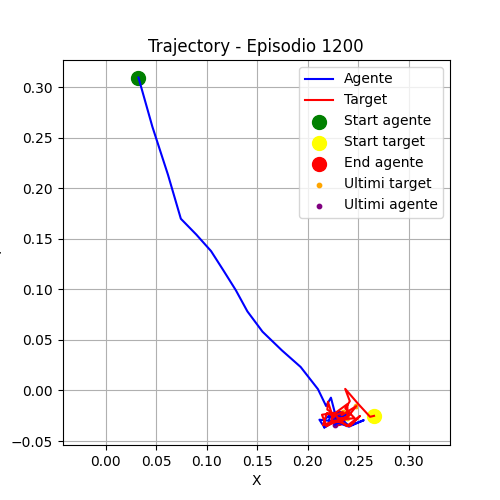 Trajectory - Episodio 1200
Agente
Target
Start agente
Start target
End agente
Ultimi target
Ultimi agente
0.30
0.25
0.20
0.15
0.10
0.05
0.00
−0.05
0.00 0.05 0.10 0.15 0.20 0.25 0.30
X